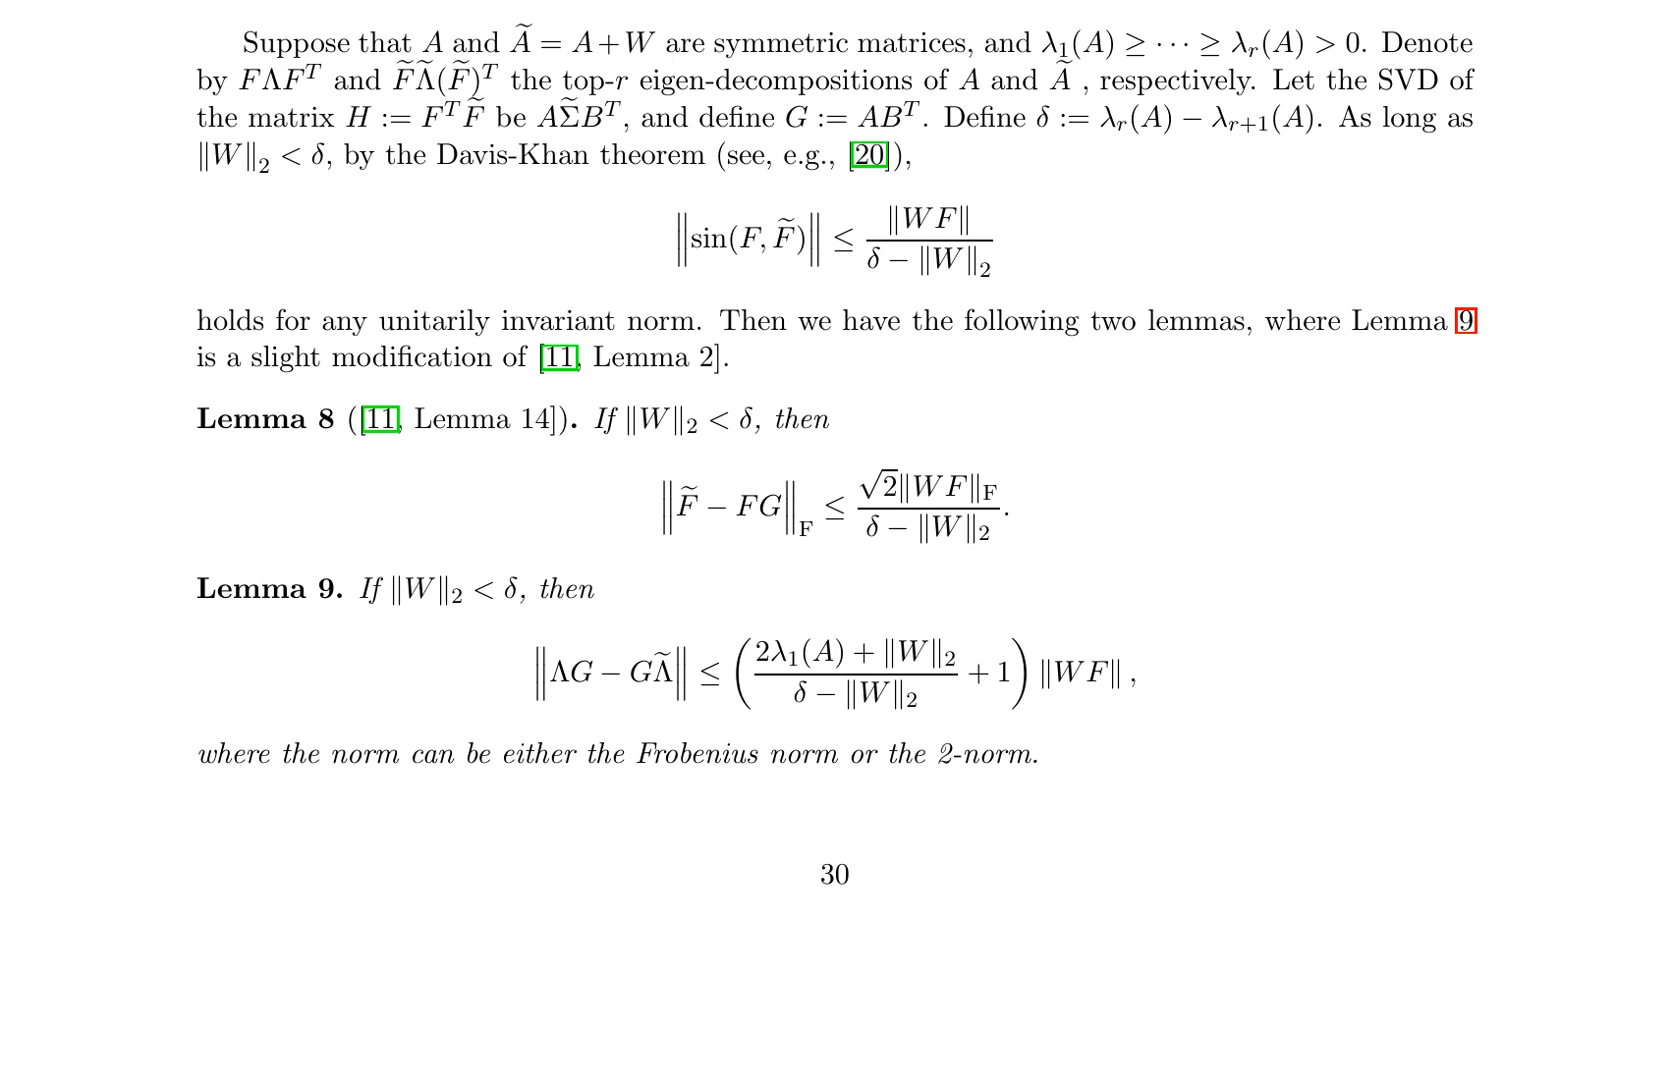 Suppose that A and Ã = A + W are symmetric matrices, and λ₁(A) ≥ ⋯ ≥ λᵣ(A) > 0. Denote
by FΛFᵀ and F̃Λ̃(F̃)ᵀ the top-r eigen-decompositions of A and Ã , respectively. Let the SVD of
the matrix H := FᵀF̃ be AΣ̃Bᵀ, and define G := ABᵀ. Define δ := λᵣ(A) − λᵣ₊₁(A). As long as
‖W‖₂ < δ, by the Davis-Khan theorem (see, e.g., [20]),
‖sin(F, F̃)‖ ≤ ‖WF‖ / (δ − ‖W‖₂)
holds for any unitarily invariant norm. Then we have the following two lemmas, where Lemma 9
is a slight modification of [11, Lemma 2].
Lemma 8 ([11, Lemma 14]). If ‖W‖₂ < δ, then
‖F̃ − FG‖_F ≤ √2‖WF‖_F / (δ − ‖W‖₂).
Lemma 9. If ‖W‖₂ < δ, then
‖ΛG − GΛ̃‖ ≤ ((2λ₁(A) + ‖W‖₂) / (δ − ‖W‖₂) + 1) ‖WF‖ ,
where the norm can be either the Frobenius norm or the 2-norm.
30